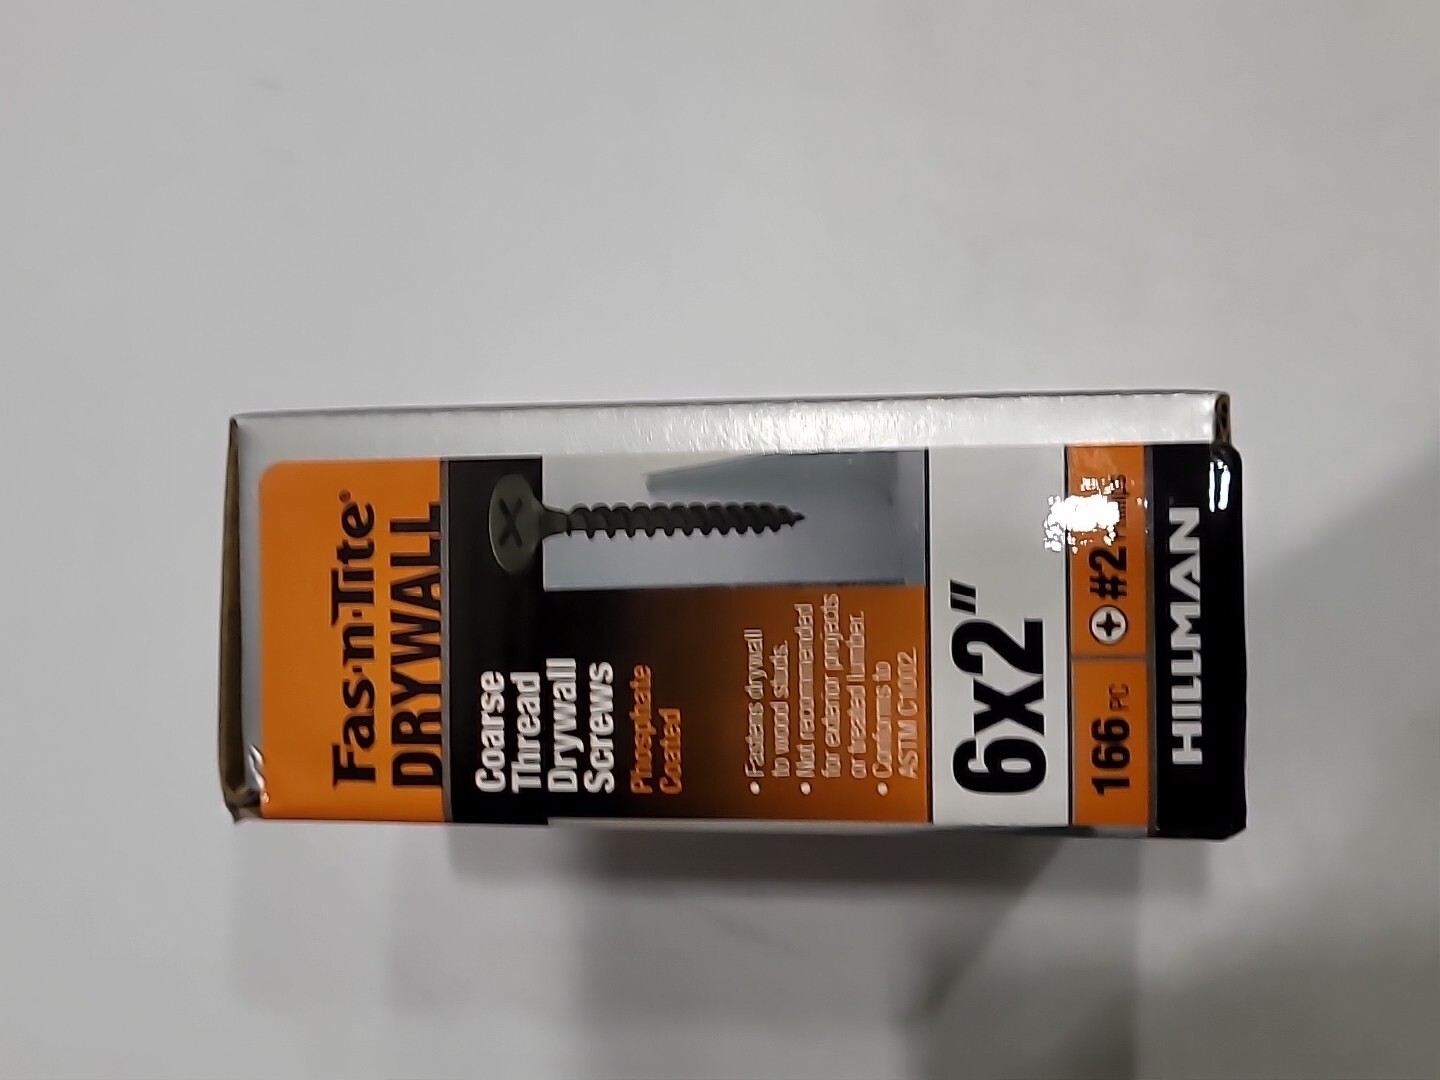 Fas·n·Tite®
DRYWALL
Coarse
Thread
Drywall
Screws
Phosphate
Coated
• Fastens drywall
to wood studs.
• Not recommended
for exterior projects
or treated lumber.
• Conforms to
ASTM C1002.
6x2"
166 PC
#2
HILLMAN